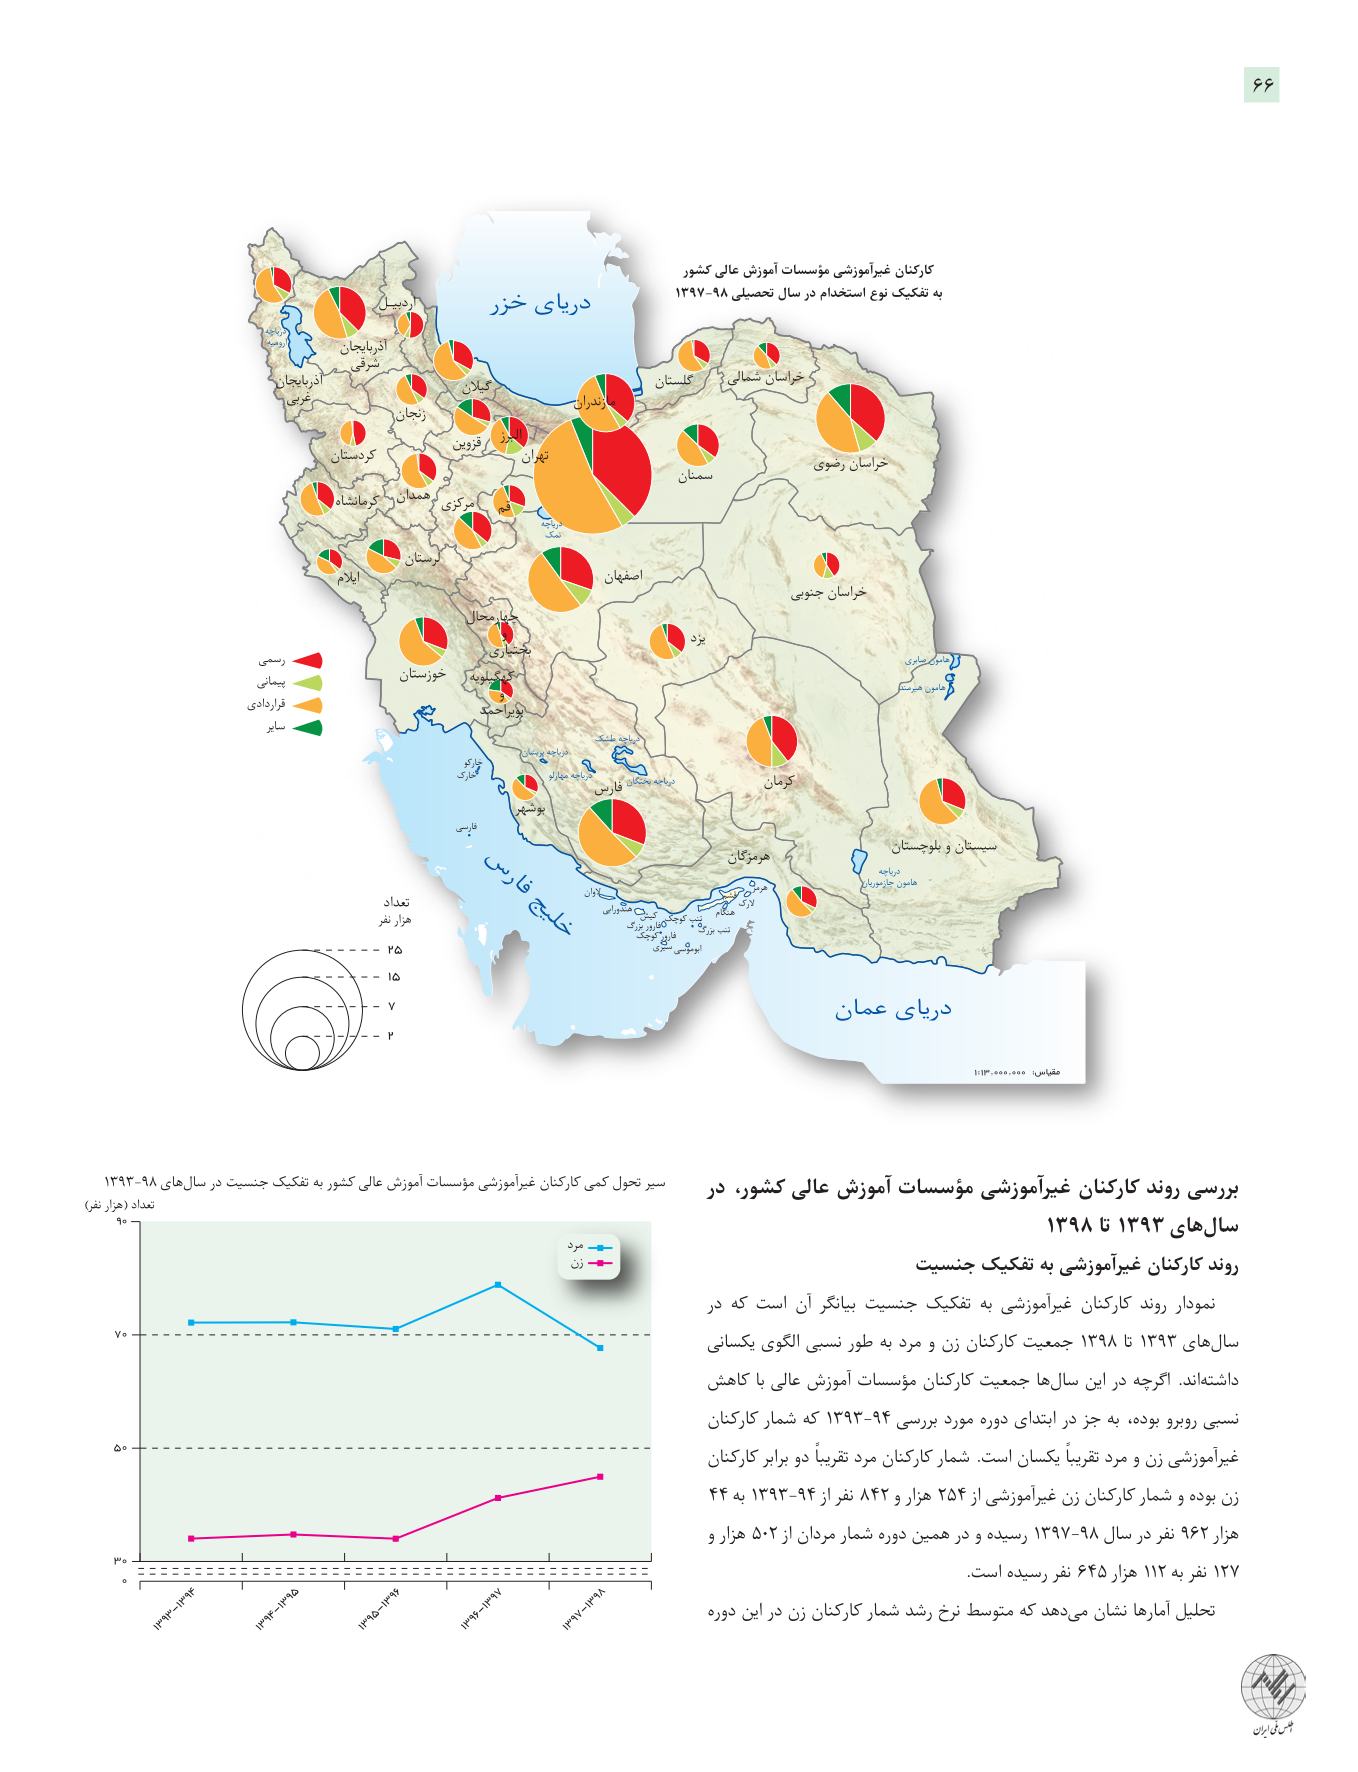 ۶۶
کارکنان غیرآموزشی مؤسسات آموزش عالی کشور
به تفکیک نوع استخدام در سال تحصیلی ۹۸-۱۳۹۷
دریای خزر
اردبیل
دریاچه
ارومیه
آذربایجان
شرقی
آذربایجان
غربی
گیلان
زنجان
قزوین
البرز
تهران
مازندران
گلستان
خراسان شمالی
خراسان رضوی
سمنان
کردستان
همدان
کرمانشاه
مرکزی
قم
دریاچه
نمک
لرستان
ایلام
اصفهان
خراسان جنوبی
چهارمحال
و
بختیاری
یزد
خوزستان
کهگیلویه
و
بویراحمد
هامون صابری
هامون هیرمند
رسمی
پیمانی
قراردادی
سایر
دریاچه طشک
دریاچه پریشان
دریاچه مهارلو
دریاچه بختگان
خارکو
خارک
کرمان
فارس
بوشهر
فارسی
سیستان و بلوچستان
هرمزگان
دریاچه
هامون جازموریان
خلیج فارس
لاوان
هندورابی
کیش
فارور بزرگ
فارور کوچک
سیری
ابوموسی
تنب کوچک
تنب بزرگ
هنگام
قشم
لارک
هرمز
تعداد
هزار نفر
۲۵
۱۵
۷
۲
دریای عمان
مقیاس: ۱:۱۳،۰۰۰،۰۰۰
بررسی روند کارکنان غیرآموزشی مؤسسات آموزش عالی کشور، در
سال‌های ۱۳۹۳ تا ۱۳۹۸
روند کارکنان غیرآموزشی به تفکیک جنسیت
نمودار روند کارکنان غیرآموزشی به تفکیک جنسیت بیانگر آن است که در
سال‌های ۱۳۹۳ تا ۱۳۹۸ جمعیت کارکنان زن و مرد به طور نسبی الگوی یکسانی
داشته‌اند. اگرچه در این سال‌ها جمعیت کارکنان مؤسسات آموزش عالی با کاهش
نسبی روبرو بوده، به جز در ابتدای دوره مورد بررسی ۹۴-۱۳۹۳ که شمار کارکنان
غیرآموزشی زن و مرد تقریباً یکسان است. شمار کارکنان مرد تقریباً دو برابر کارکنان
زن بوده و شمار کارکنان زن غیرآموزشی از ۲۵۴ هزار و ۸۴۲ نفر از ۹۴-۱۳۹۳ به ۴۴
هزار ۹۶۲ نفر در سال ۹۸-۱۳۹۷ رسیده و در همین دوره شمار مردان از ۵۰۲ هزار و
۱۲۷ نفر به ۱۱۲ هزار ۶۴۵ نفر رسیده است.
تحلیل آمارها نشان می‌دهد که متوسط نرخ رشد شمار کارکنان زن در این دوره
سیر تحول کمی کارکنان غیرآموزشی مؤسسات آموزش عالی کشور به تفکیک جنسیت در سال‌های ۹۸-۱۳۹۳
تعداد (هزار نفر)
۹۰
۷۰
۵۰
۳۰
۰
مرد
زن
۱۳۹۳-۱۳۹۴
۱۳۹۴-۱۳۹۵
۱۳۹۵-۱۳۹۶
۱۳۹۶-۱۳۹۷
۱۳۹۷-۱۳۹۸
اطلس ملی ایران